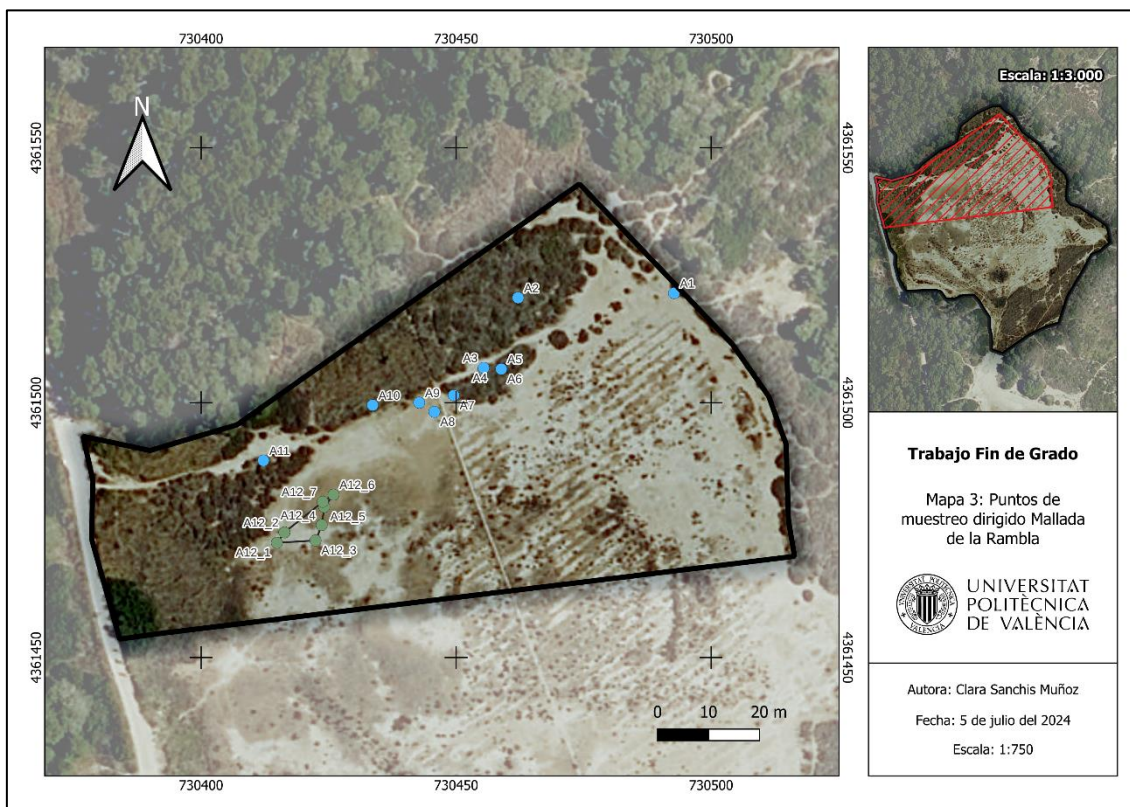 730400
730450
730500
4361550
4361550
N
A2
A1
A3
A5
A4
A6
A10
A9
A7
A8
4361500
4361500
A11
A12_7
A12_6
A12_4
A12_2
A12_5
A12_1
A12_3
4361450
4361450
0 10 20 m
730400
730450
730500
Escala: 1:3.000
Trabajo Fin de Grado
Mapa 3: Puntos de
muestreo dirigido Mallada
de la Rambla
UNIVERSITAT
POLITÈCNICA
DE VALÈNCIA
Autora: Clara Sanchis Muñoz
Fecha: 5 de julio del 2024
Escala: 1:750